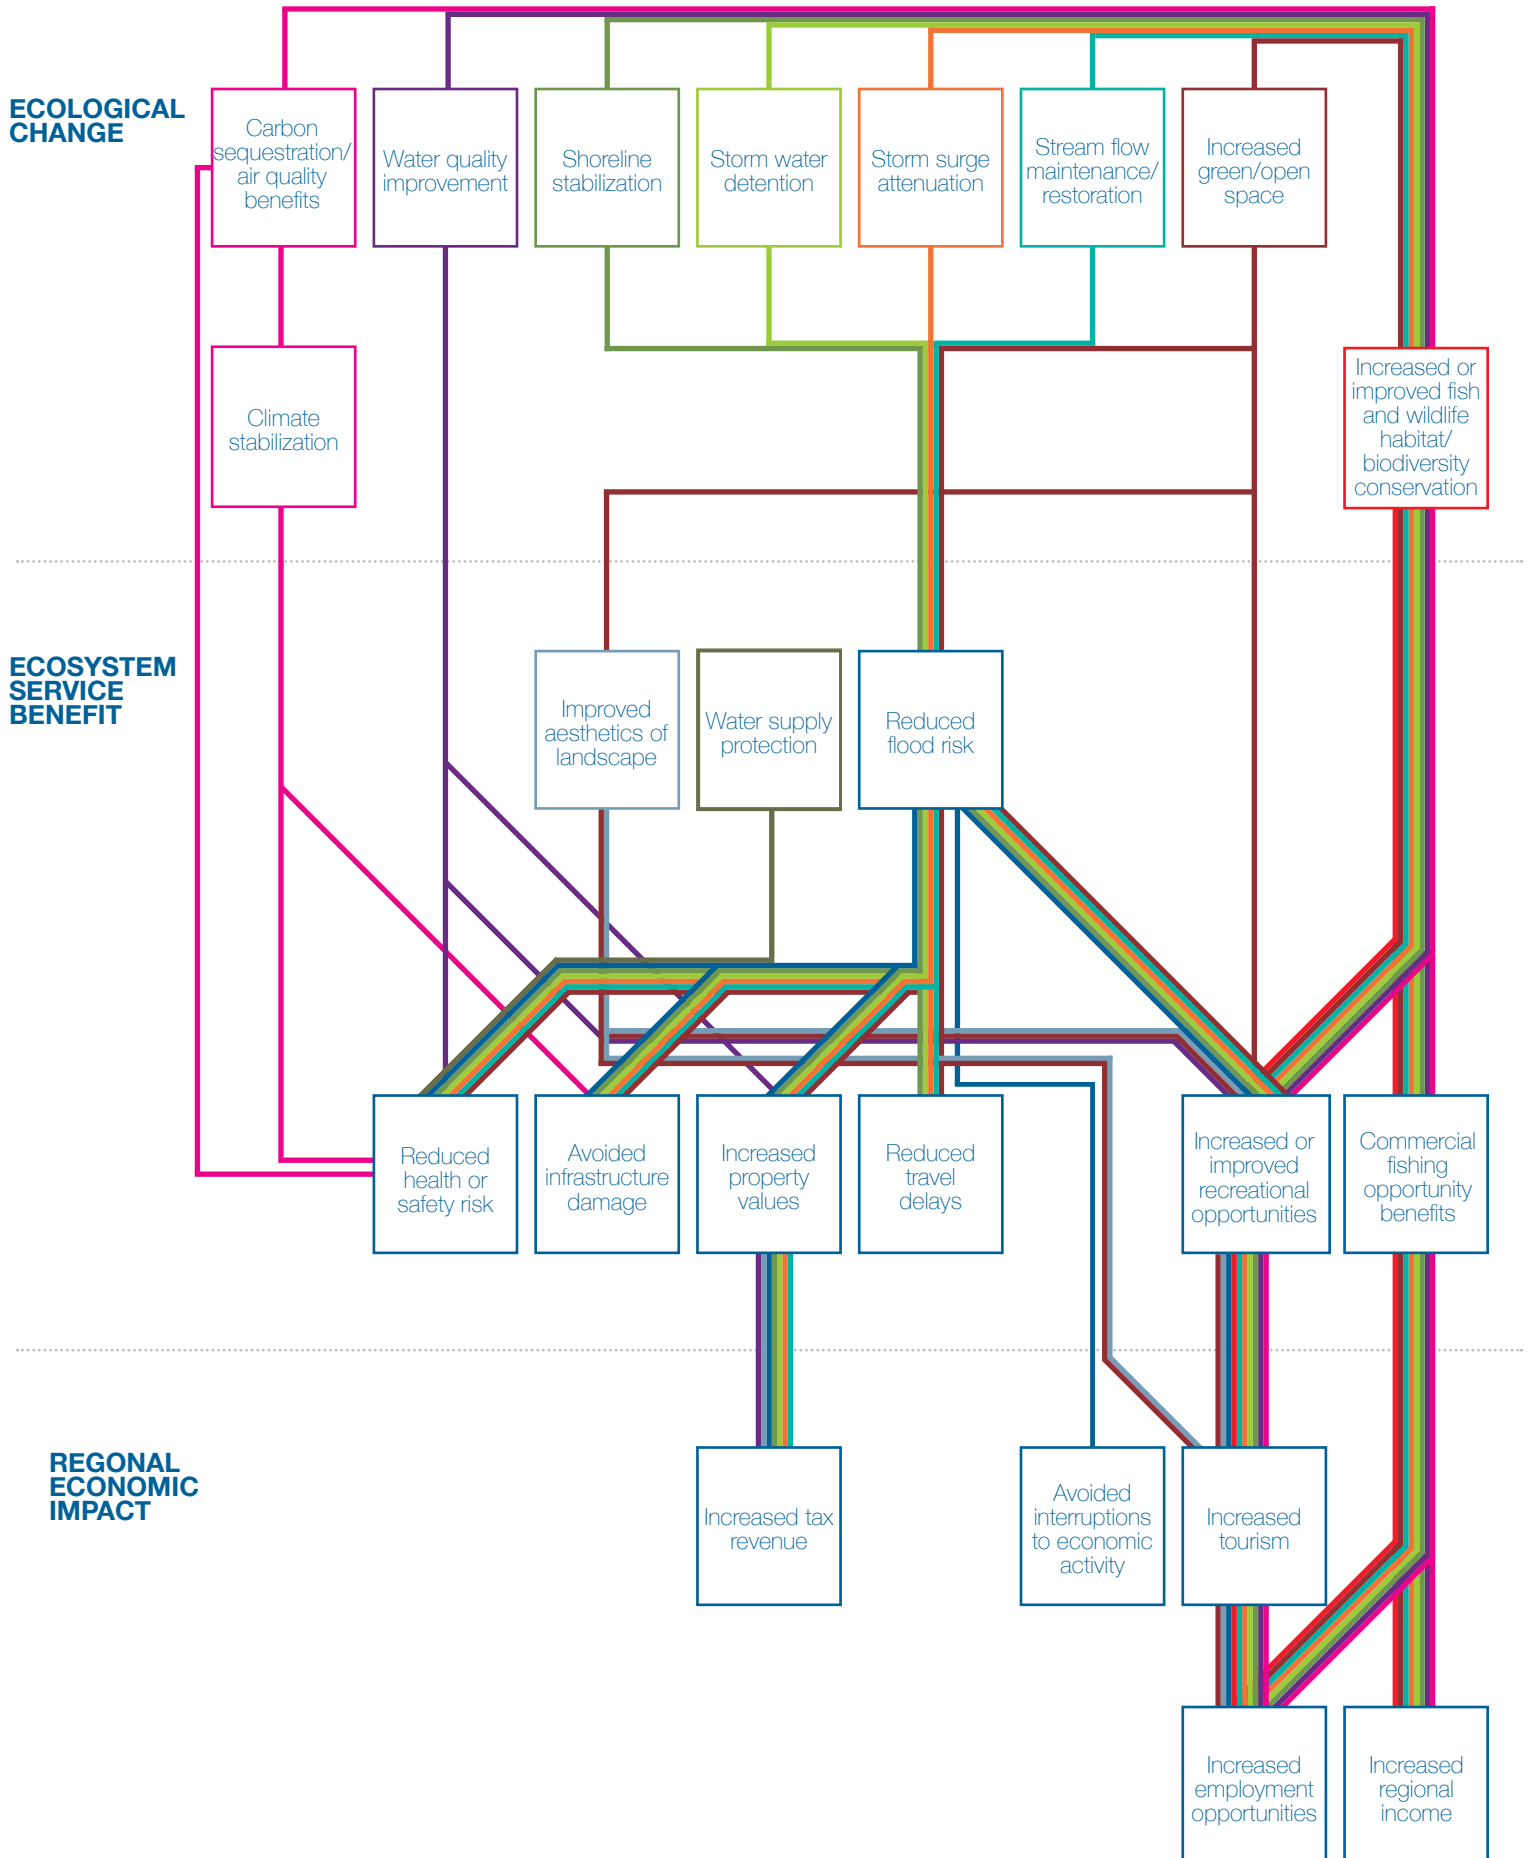 ECOLOGICAL
CHANGE
Carbon
sequestration/
air quality
benefits
Water quality
improvement
Shoreline
stabilization
Storm water
detention
Storm surge
attenuation
Stream flow
maintenance/
restoration
Increased
green/open
space
Climate
stabilization
Increased or
improved fish
and wildlife
habitat/
biodiversity
conservation
ECOSYSTEM
SERVICE
BENEFIT
Improved
aesthetics of
landscape
Water supply
protection
Reduced
flood risk
Reduced
health or
safety risk
Avoided
infrastructure
damage
Increased
property
values
Reduced
travel
delays
Increased or
improved
recreational
opportunities
Commercial
fishing
opportunity
benefits
REGONAL
ECONOMIC
IMPACT
Increased tax
revenue
Avoided
interruptions
to economic
activity
Increased
tourism
Increased
employment
opportunities
Increased
regional
income